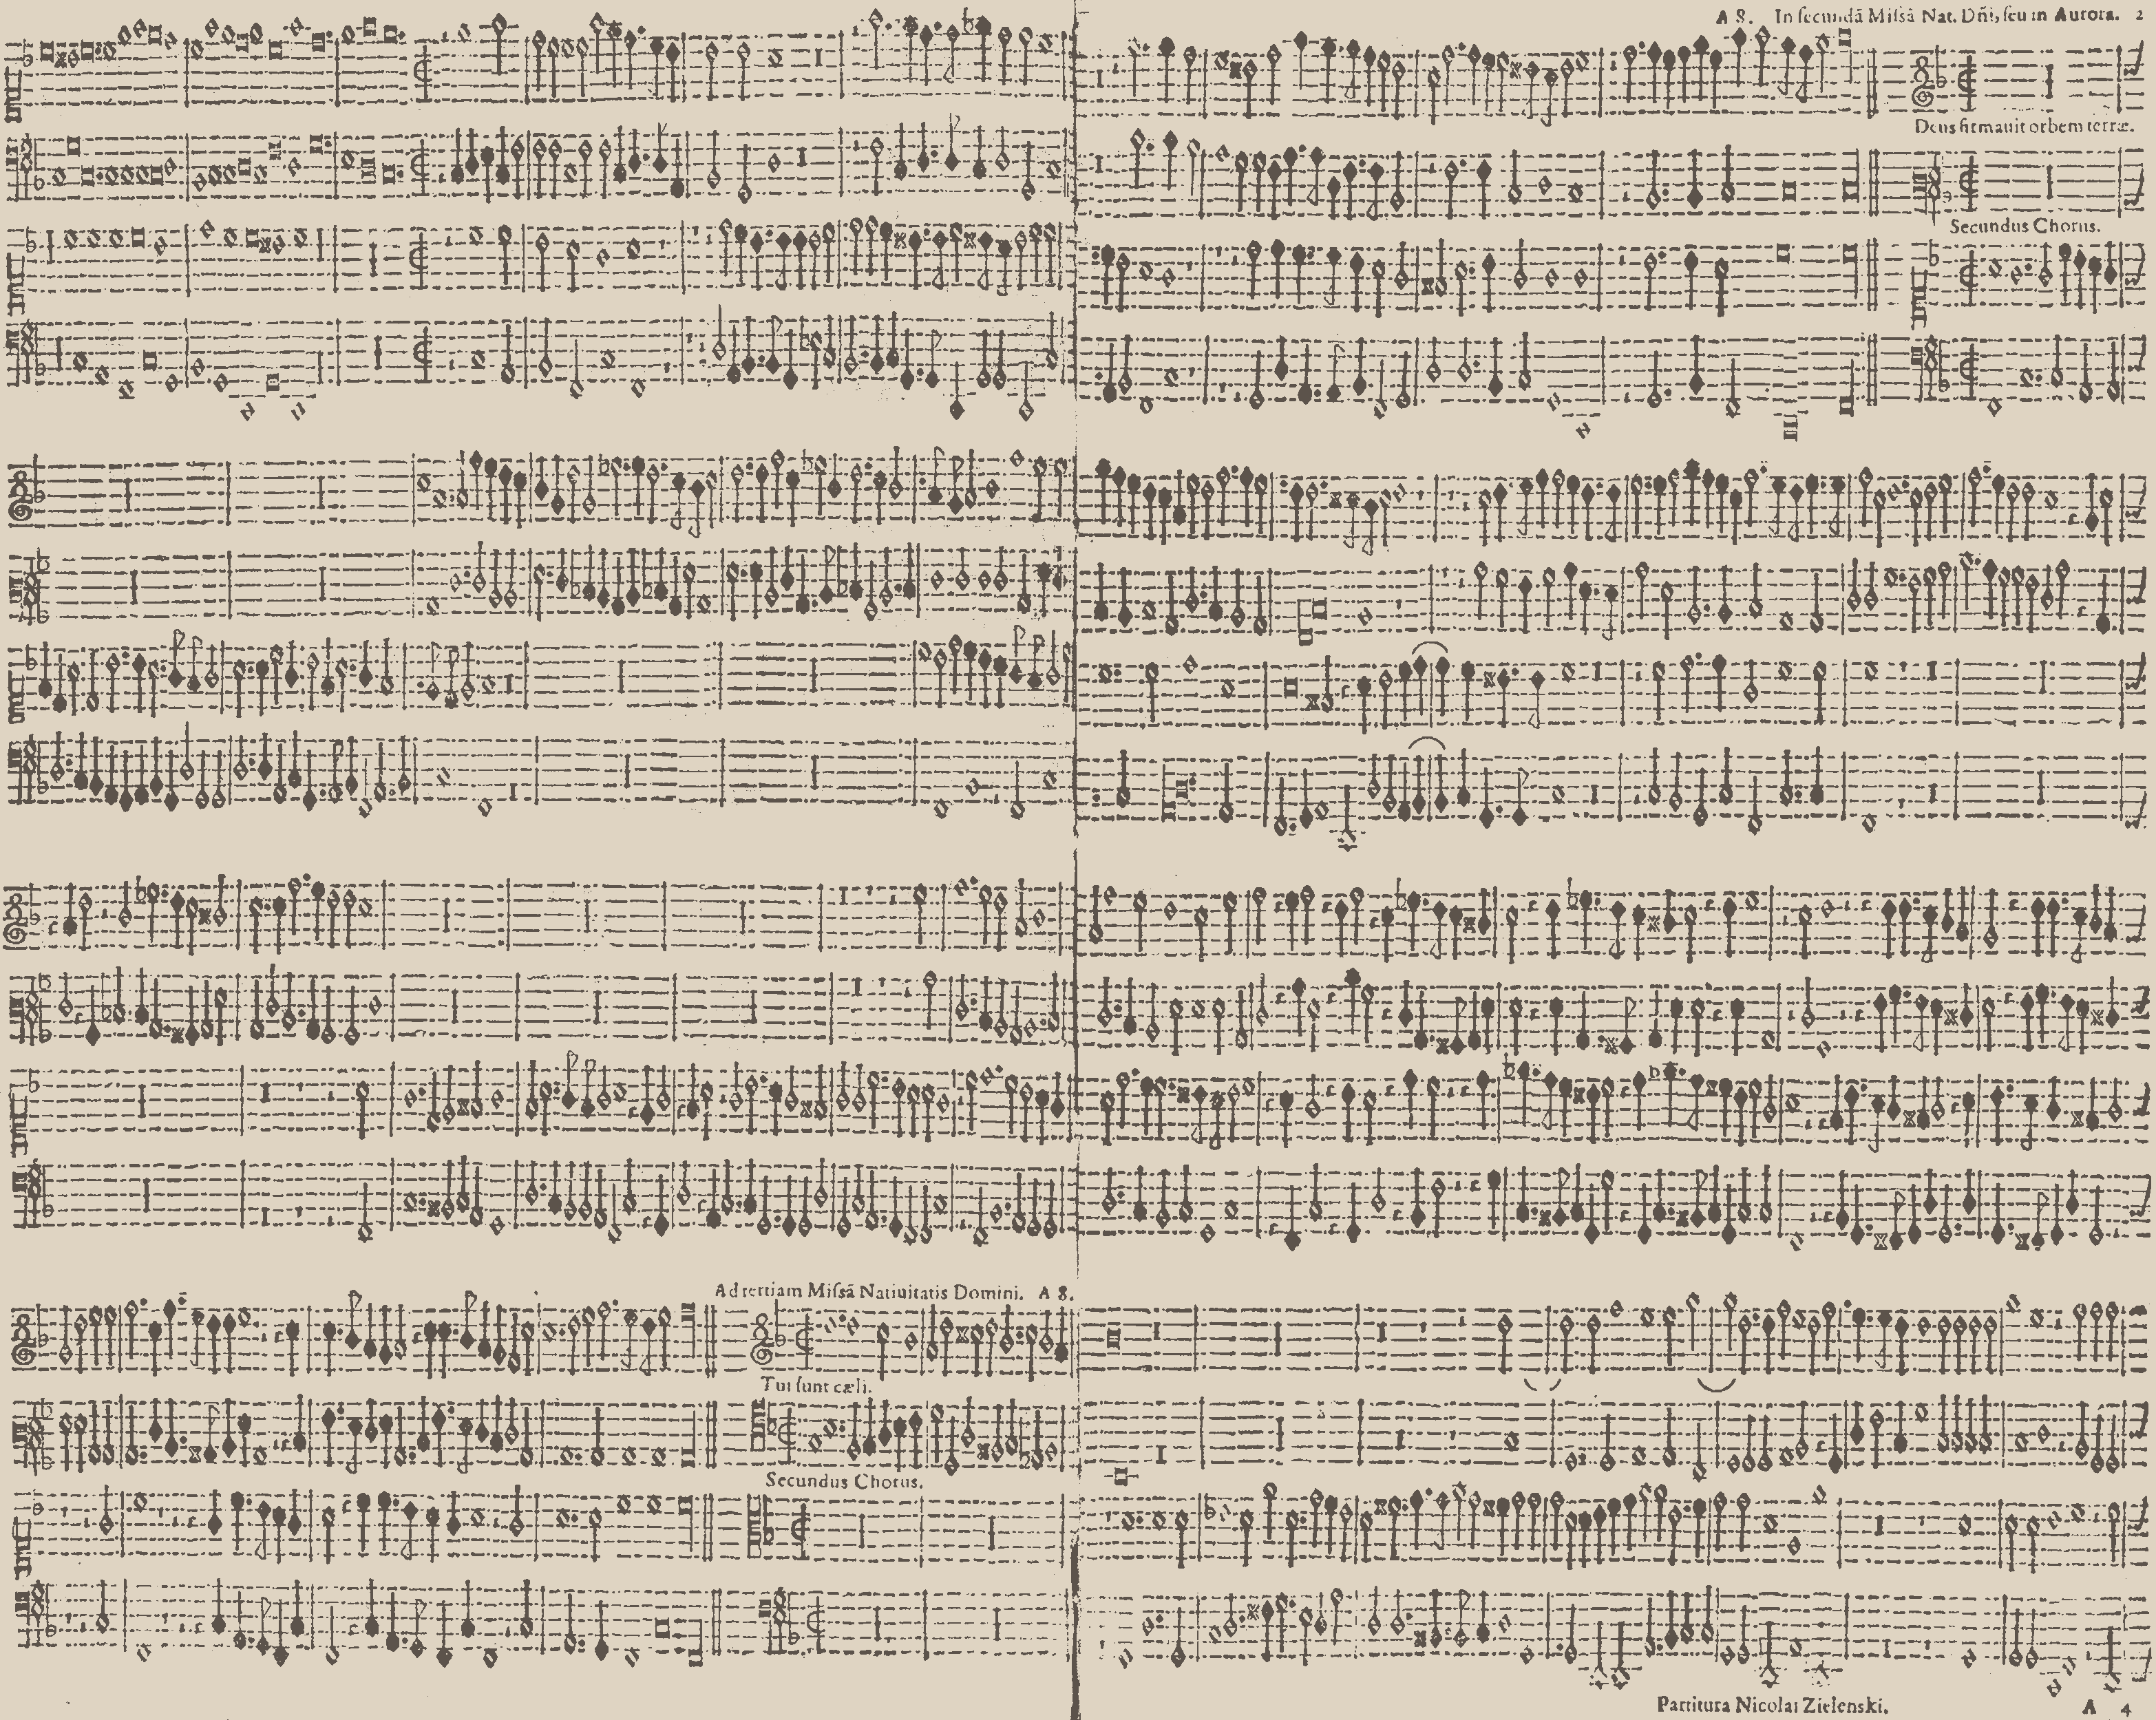 A 8. In ſecundã Miſsã Nat. Dñi, ſeu in Aurora. 2
Deus firmauit orbem terræ.
Secundus Chorus.
Ad tertiam Miſsã Natiuitatis Domini. A 8.
Tui ſunt cæli.
Secundus Chorus.
Partitura Nicolai Zielenski. A 4